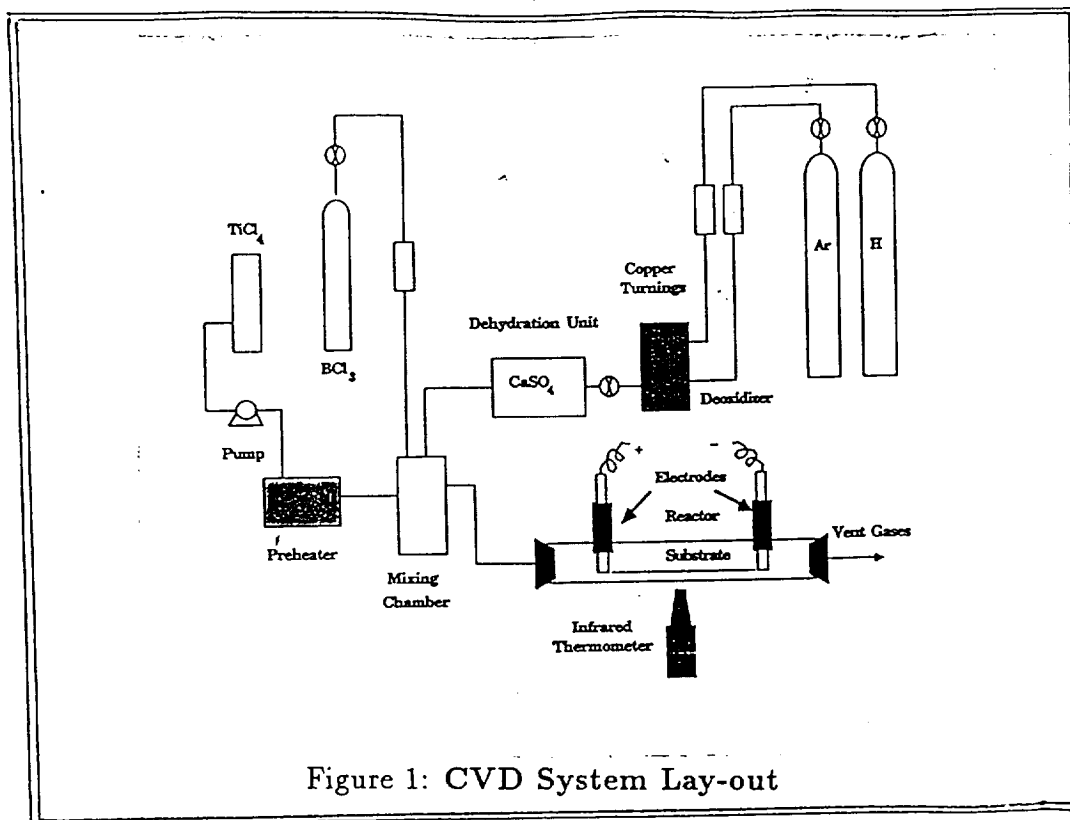 TiCl4
BCl3
Ar
H
Copper
Turnings
Dehydration Unit
CaSO4
Deoxidizer
Pump
Preheater
Mixing
Chamber
+
-
Electrodes
Reactor
Substrate
Vent Gases
Infrared
Thermometer
Figure 1: CVD System Lay-out